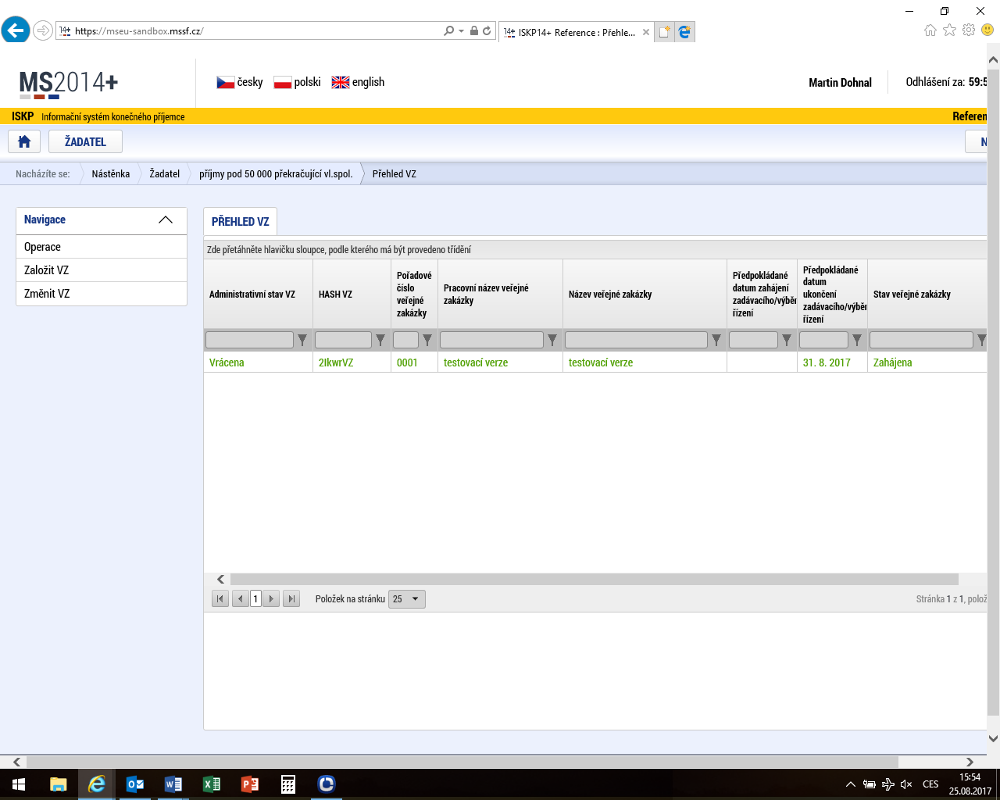 https://mseu-sandbox.mssf.cz/
14+ ISKP14+ Reference : Přehle...
MS2014+
česky polski english
Martin Dohnal
Odhlášení za: 59:5
ISKP Informační systém konečného příjemce
Referen
ŽADATEL
N
Nacházíte se: Nástěnka Žadatel příjmy pod 50 000 překračující vl.spol. Přehled VZ
Navigace
Operace
Založit VZ
Změnit VZ
PŘEHLED VZ
Zde přetáhněte hlavičku sloupce, podle kterého má být provedeno třídění
Administrativní stav VZ
HASH VZ
Pořadové
číslo
veřejné
zakázky
Pracovní název veřejné
zakázky
Název veřejné zakázky
Předpokládané
datum zahájení
zadávacího/výběr
řízení
Předpokládané
datum
ukončení
zadávacího/výběr
řízení
Stav veřejné zakázky
Vrácena 2IkwrVZ 0001 testovací verze testovací verze 31. 8. 2017 Zahájena
1 Položek na stránku 25
Stránka 1 z 1, polož
CES
15:54
25.08.2017